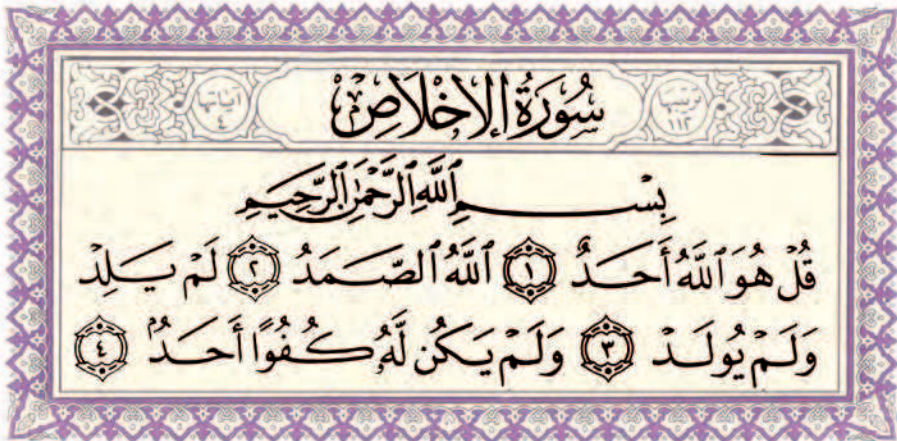 ترتيبها ١١٢
سُورَةُ الإِخْلَاصِ
آياتها ٤
بِسْمِ ٱللَّهِ ٱلرَّحْمَٰنِ ٱلرَّحِيمِ
قُلْ هُوَ ٱللَّهُ أَحَدٌ ١ ٱللَّهُ ٱلصَّمَدُ ٢ لَمْ يَلِدْ
وَلَمْ يُولَدْ ٣ وَلَمْ يَكُن لَّهُۥ كُفُوًا أَحَدٌۢ ٤